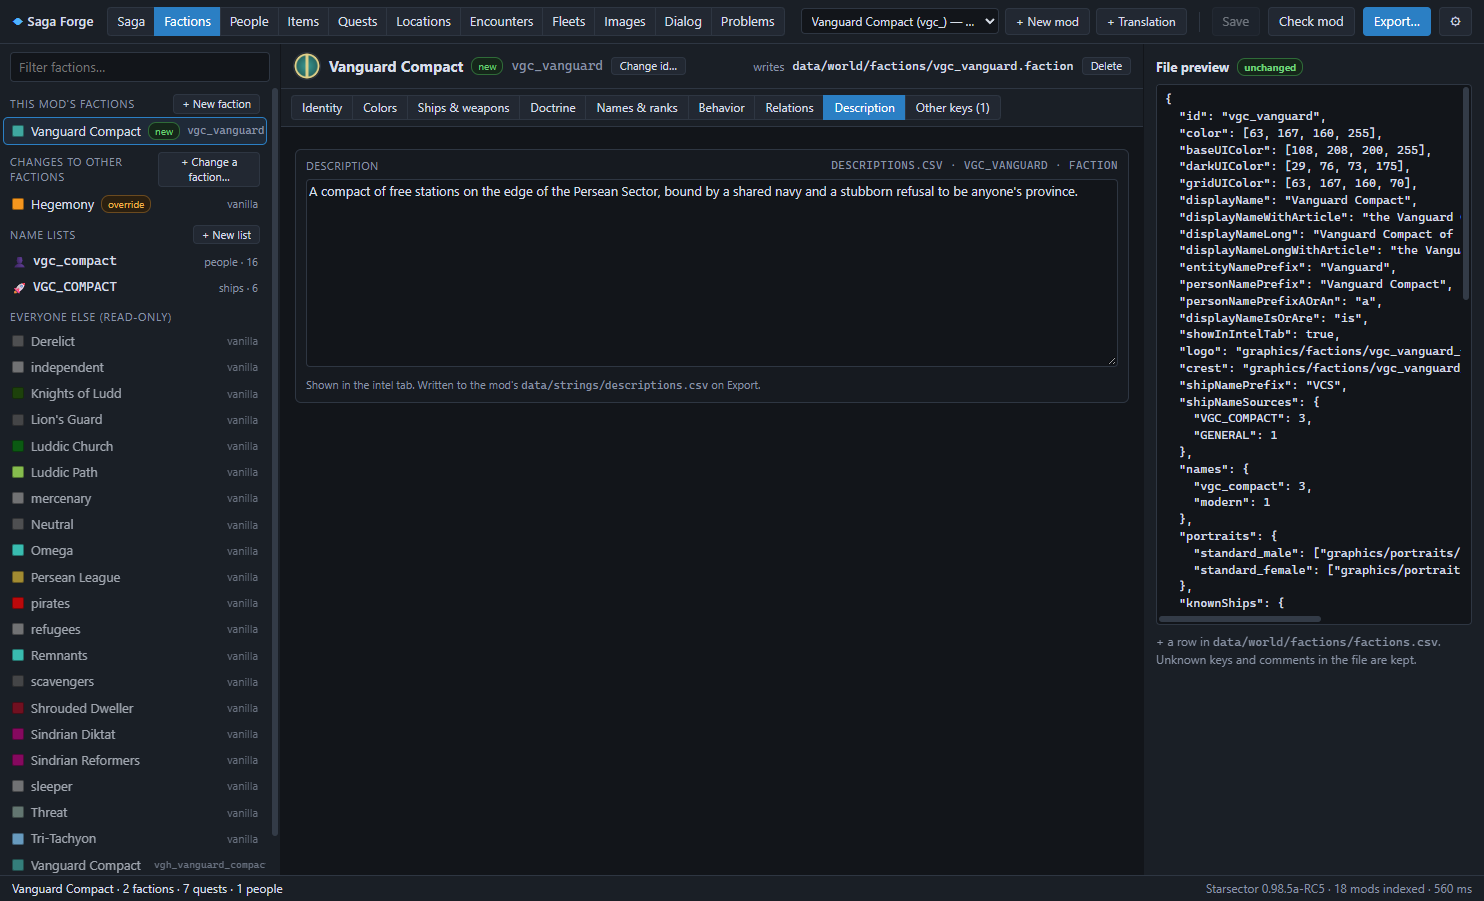 Saga Forge
Saga
Factions
People
Items
Quests
Locations
Encounters
Fleets
Images
Dialog
Problems
Vanguard Compact (vgc_) — ...
+ New mod
+ Translation
Save
Check mod
Export...
Filter factions...
THIS MOD'S FACTIONS
+ New faction
Vanguard Compact new vgc_vanguard
CHANGES TO OTHER
FACTIONS
+ Change a
faction...
Hegemony override vanilla
NAME LISTS
+ New list
vgc_compact people · 16
VGC_COMPACT ships · 6
EVERYONE ELSE (READ-ONLY)
Derelict vanilla
independent vanilla
Knights of Ludd vanilla
Lion's Guard vanilla
Luddic Church vanilla
Luddic Path vanilla
mercenary vanilla
Neutral vanilla
Omega vanilla
Persean League vanilla
pirates vanilla
refugees vanilla
Remnants vanilla
scavengers vanilla
Shrouded Dweller vanilla
Sindrian Diktat vanilla
Sindrian Reformers vanilla
sleeper vanilla
Threat vanilla
Tri-Tachyon vanilla
Vanguard Compact vgh_vanguard_compac
Vanguard Compact new vgc_vanguard Change id...
writes data/world/factions/vgc_vanguard.faction Delete
Identity
Colors
Ships & weapons
Doctrine
Names & ranks
Behavior
Relations
Description
Other keys (1)
DESCRIPTION
DESCRIPTIONS.CSV · VGC_VANGUARD · FACTION
A compact of free stations on the edge of the Persean Sector, bound by a shared navy and a stubborn refusal to be anyone's province.
Shown in the intel tab. Written to the mod's data/strings/descriptions.csv on Export.
File preview unchanged
{
"id": "vgc_vanguard",
"color": [63, 167, 160, 255],
"baseUIColor": [108, 208, 200, 255],
"darkUIColor": [29, 76, 73, 175],
"gridUIColor": [63, 167, 160, 70],
"displayName": "Vanguard Compact",
"displayNameWithArticle": "the Vanguard
"displayNameLong": "Vanguard Compact of
"displayNameLongWithArticle": "the Vangu
"entityNamePrefix": "Vanguard",
"personNamePrefix": "Vanguard Compact",
"personNamePrefixAOrAn": "a",
"displayNameIsOrAre": "is",
"showInIntelTab": true,
"logo": "graphics/factions/vgc_vanguard_
"crest": "graphics/factions/vgc_vanguard
"shipNamePrefix": "VCS",
"shipNameSources": {
"VGC_COMPACT": 3,
"GENERAL": 1
},
"names": {
"vgc_compact": 3,
"modern": 1
},
"portraits": {
"standard_male": ["graphics/portraits/
"standard_female": ["graphics/portrait
},
"knownShips": {
+ a row in data/world/factions/factions.csv.
Unknown keys and comments in the file are kept.
Vanguard Compact · 2 factions · 7 quests · 1 people
Starsector 0.98.5a-RC5 · 18 mods indexed · 560 ms